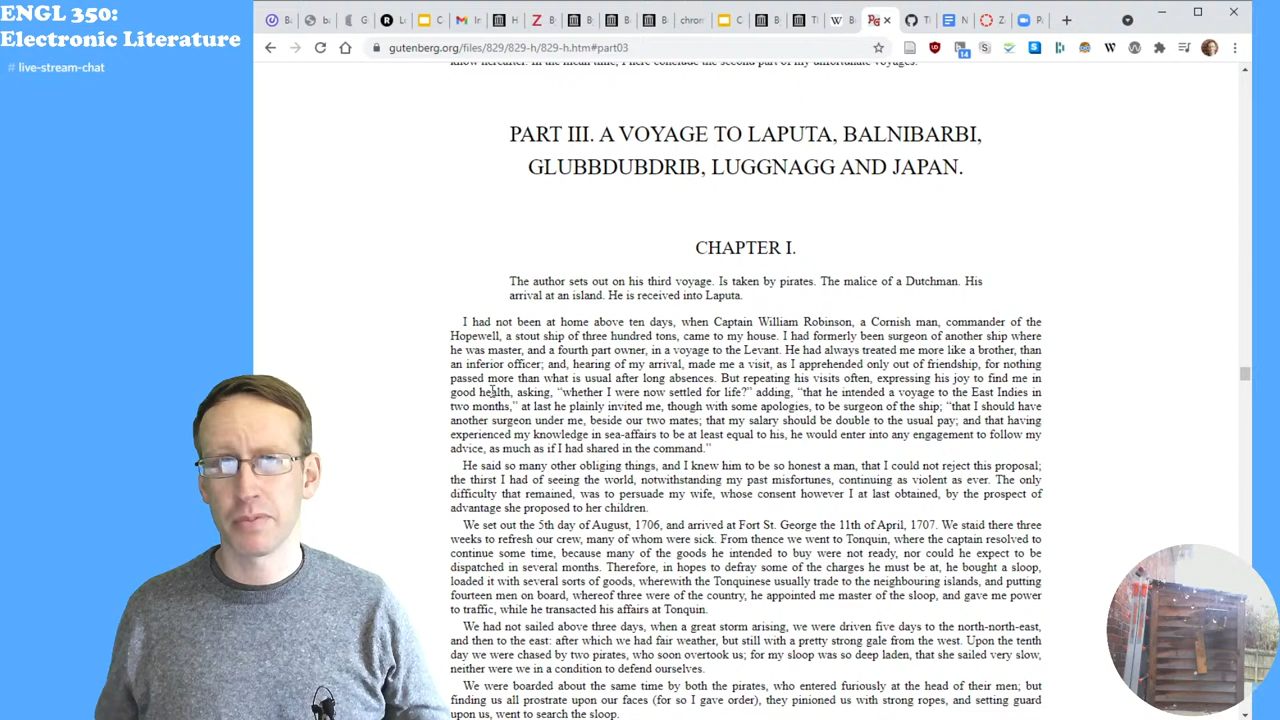 ENGL 350:
Electronic Literature
# live-stream-chat
gutenberg.org/files/829/829-h/829-h.htm#part03
14
know hereafter. In the mean time, I here conclude the second part of my unfortunate voyages.
PART III. A VOYAGE TO LAPUTA, BALNIBARBI,
GLUBBDUBDRIB, LUGGNAGG AND JAPAN.
CHAPTER I.
The author sets out on his third voyage. Is taken by pirates. The malice of a Dutchman. His
arrival at an island. He is received into Laputa.
I had not been at home above ten days, when Captain William Robinson, a Cornish man, commander of the
Hopewell, a stout ship of three hundred tons, came to my house. I had formerly been surgeon of another ship where
he was master, and a fourth part owner, in a voyage to the Levant. He had always treated me more like a brother, than
an inferior officer; and, hearing of my arrival, made me a visit, as I apprehended only out of friendship, for nothing
passed more than what is usual after long absences. But repeating his visits often, expressing his joy to find me in
good health, asking, “whether I were now settled for life?” adding, “that he intended a voyage to the East Indies in
two months,” at last he plainly invited me, though with some apologies, to be surgeon of the ship; “that I should have
another surgeon under me, beside our two mates; that my salary should be double to the usual pay; and that having
experienced my knowledge in sea-affairs to be at least equal to his, he would enter into any engagement to follow my
advice, as much as if I had shared in the command.”
He said so many other obliging things, and I knew him to be so honest a man, that I could not reject this proposal;
the thirst I had of seeing the world, notwithstanding my past misfortunes, continuing as violent as ever. The only
difficulty that remained, was to persuade my wife, whose consent however I at last obtained, by the prospect of
advantage she proposed to her children.
We set out the 5th day of August, 1706, and arrived at Fort St. George the 11th of April, 1707. We staid there three
weeks to refresh our crew, many of whom were sick. From thence we went to Tonquin, where the captain resolved to
continue some time, because many of the goods he intended to buy were not ready, nor could he expect to be
dispatched in several months. Therefore, in hopes to defray some of the charges he must be at, he bought a sloop,
loaded it with several sorts of goods, wherewith the Tonquinese usually trade to the neighbouring islands, and putting
fourteen men on board, whereof three were of the country, he appointed me master of the sloop, and gave me power
to traffic, while he transacted his affairs at Tonquin.
We had not sailed above three days, when a great storm arising, we were driven five days to the north-north-east,
and then to the east: after which we had fair weather, but still with a pretty strong gale from the west. Upon the tenth
day we were chased by two pirates, who soon overtook us; for my sloop was so deep laden, that she sailed very slow,
neither were we in a condition to defend ourselves.
We were boarded about the same time by both the pirates, who entered furiously at the head of their men; but
finding us all prostrate upon our faces (for so I gave order), they pinioned us with strong ropes, and setting guard
upon us, went to search the sloop.